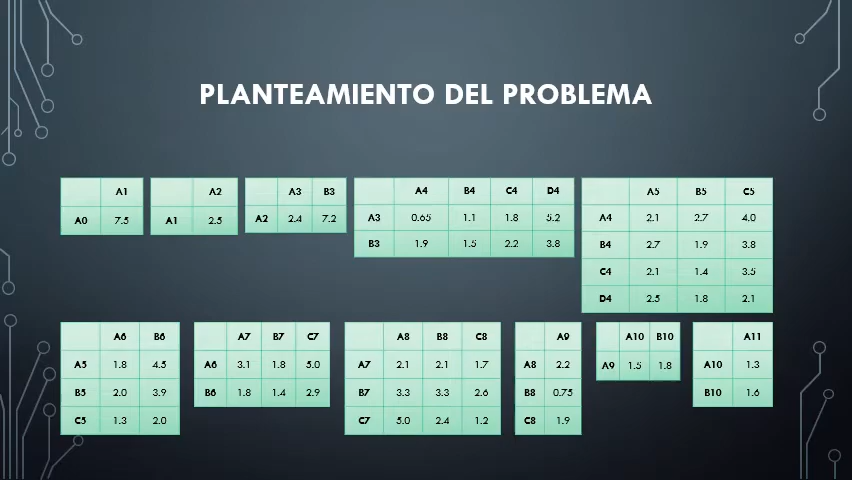 PLANTEAMIENTO DEL PROBLEMA
A1
A0 7.5
A2
A1 2.5
A3 B3
A2 2.4 7.2
A4 B4 C4 D4
A3 0.65 1.1 1.8 5.2
B3 1.9 1.5 2.2 3.8
A5 B5 C5
A4 2.1 2.7 4.0
B4 2.7 1.9 3.8
C4 2.1 1.4 3.5
D4 2.5 1.8 2.1
A6 B6
A5 1.8 4.5
B5 2.0 3.9
C5 1.3 2.0
A7 B7 C7
A6 3.1 1.8 5.0
B6 1.8 1.4 2.9
A8 B8 C8
A7 2.1 2.1 1.7
B7 3.3 3.3 2.6
C7 5.0 2.4 1.2
A9
A8 2.2
B8 0.75
C8 1.9
A10 B10
A9 1.5 1.8
A11
A10 1.3
B10 1.6